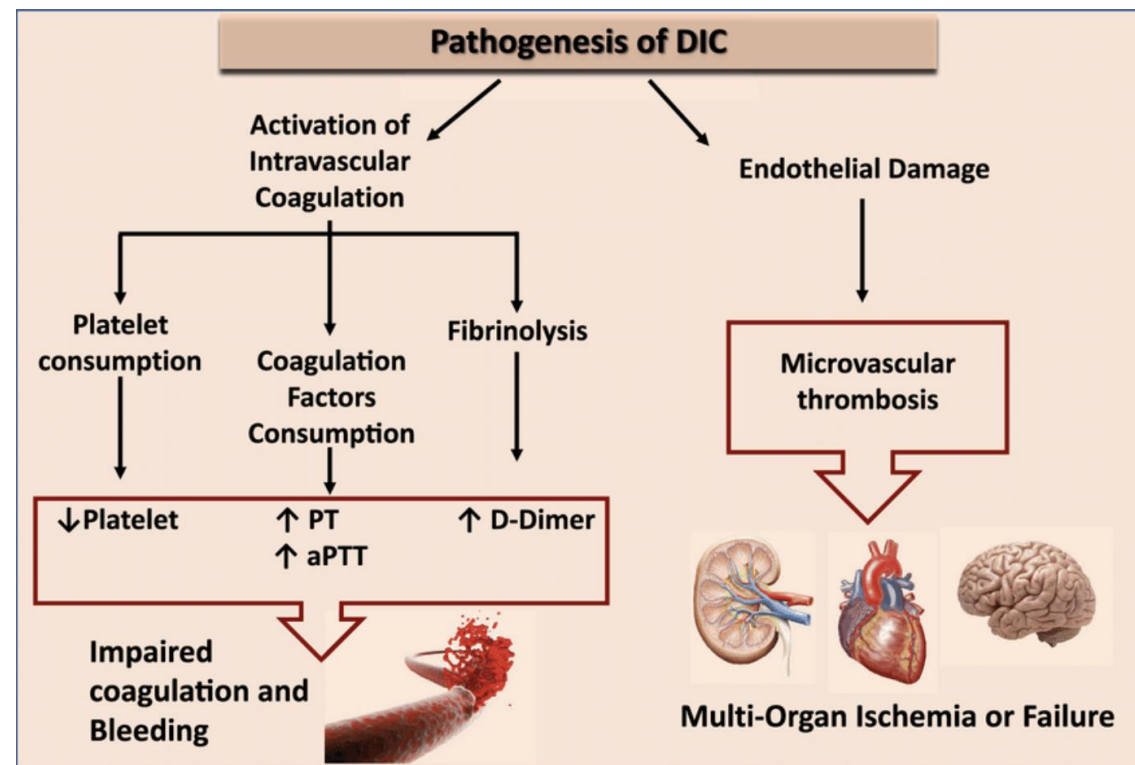 Pathogenesis of DIC
Activation of
Intravascular
Coagulation
Endothelial Damage
Platelet
consumption
Coagulation
Factors
Consumption
Fibrinolysis
Microvascular
thrombosis
↓Platelet
↑ PT
↑ aPTT
↑ D-Dimer
Impaired
coagulation and
Bleeding
Multi-Organ Ischemia or Failure